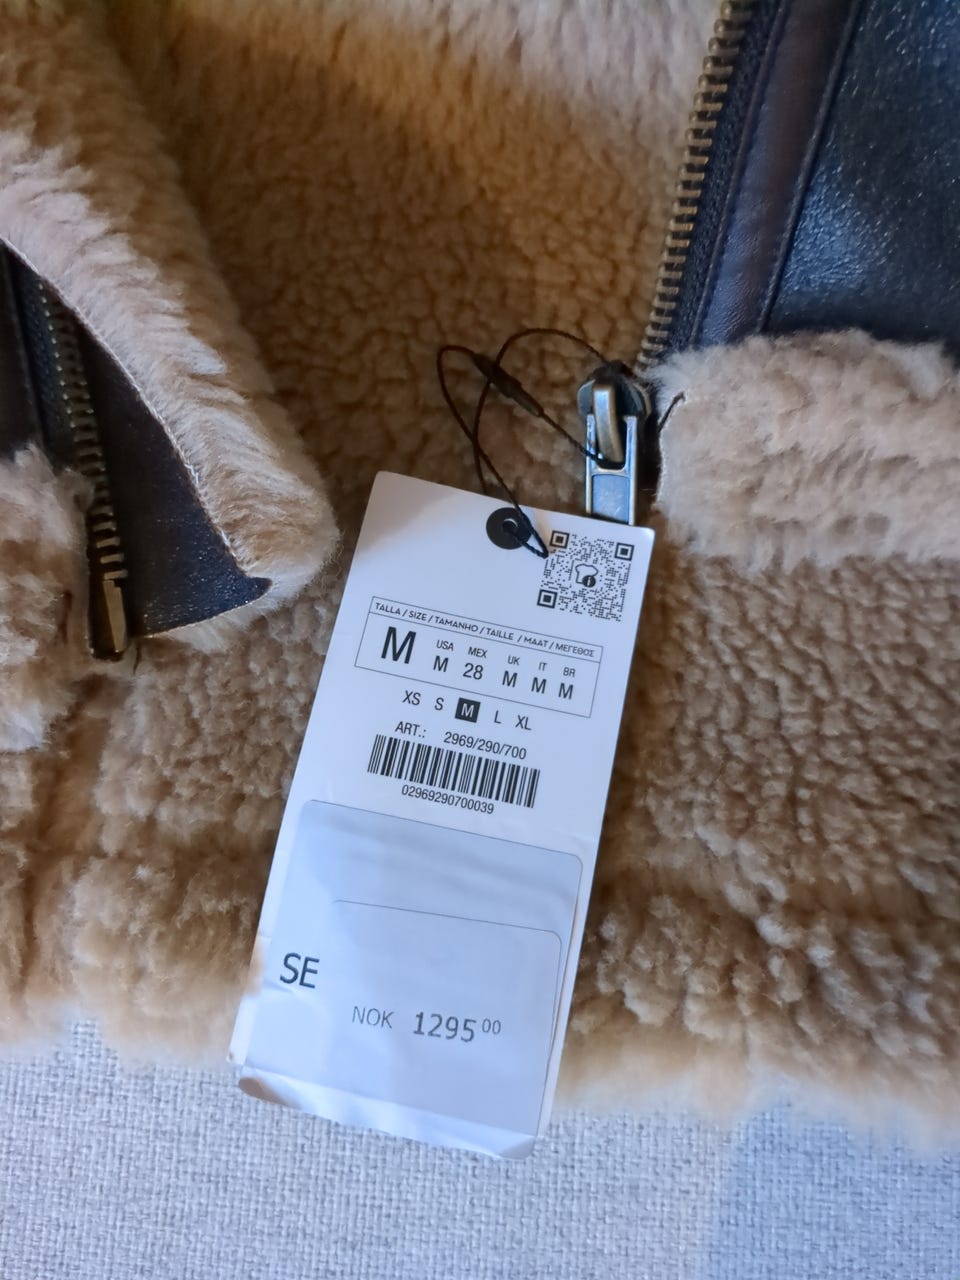 TALLA / SIZE / TAMANHO / TAILLE / MAAT / ΜΕΓΕΘΟΣ
M USA M MEX 28 UK M IT M BR M
XS S M L XL
ART.: 2969/290/700
02969290700039
SE
NOK 1295 00